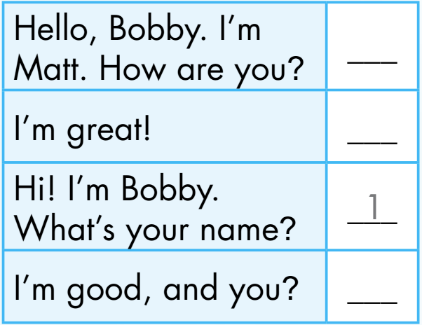 Hello, Bobby. I'm
Matt. How are you?
___
I'm great!
___
Hi! I'm Bobby.
What's your name?
1
I'm good, and you?
___